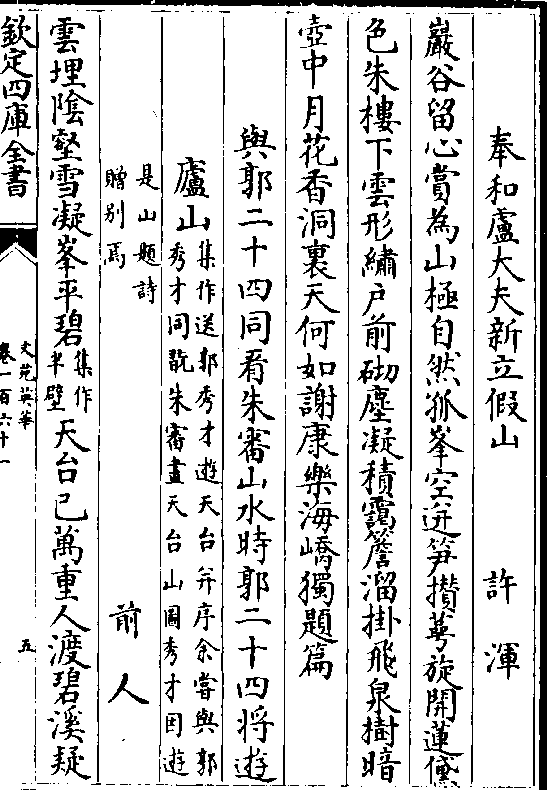 奉和盧大夫新立假山　許渾
巖谷留心賞為山極自然孤峯空迸笋攅萼旋開蓮黛
色朱樓下雲形繡户前砌塵凝積靄簷溜掛飛泉樹暗
壺中月花香洞裏天何如謝康樂海嶠獨題篇
與郭二十四同看朱審山水時郭二十四将遊
廬山集作送郭秀才遊天台并序余嘗與郭秀才同翫朱審畫天台山圖秀才因遊
是山題詩贈別焉　前人
雲埋陰壑雪凝峯平碧集作半壁天台已萬重人渡碧溪疑
欽定四庫全書
文苑英華
卷一百六十一
五